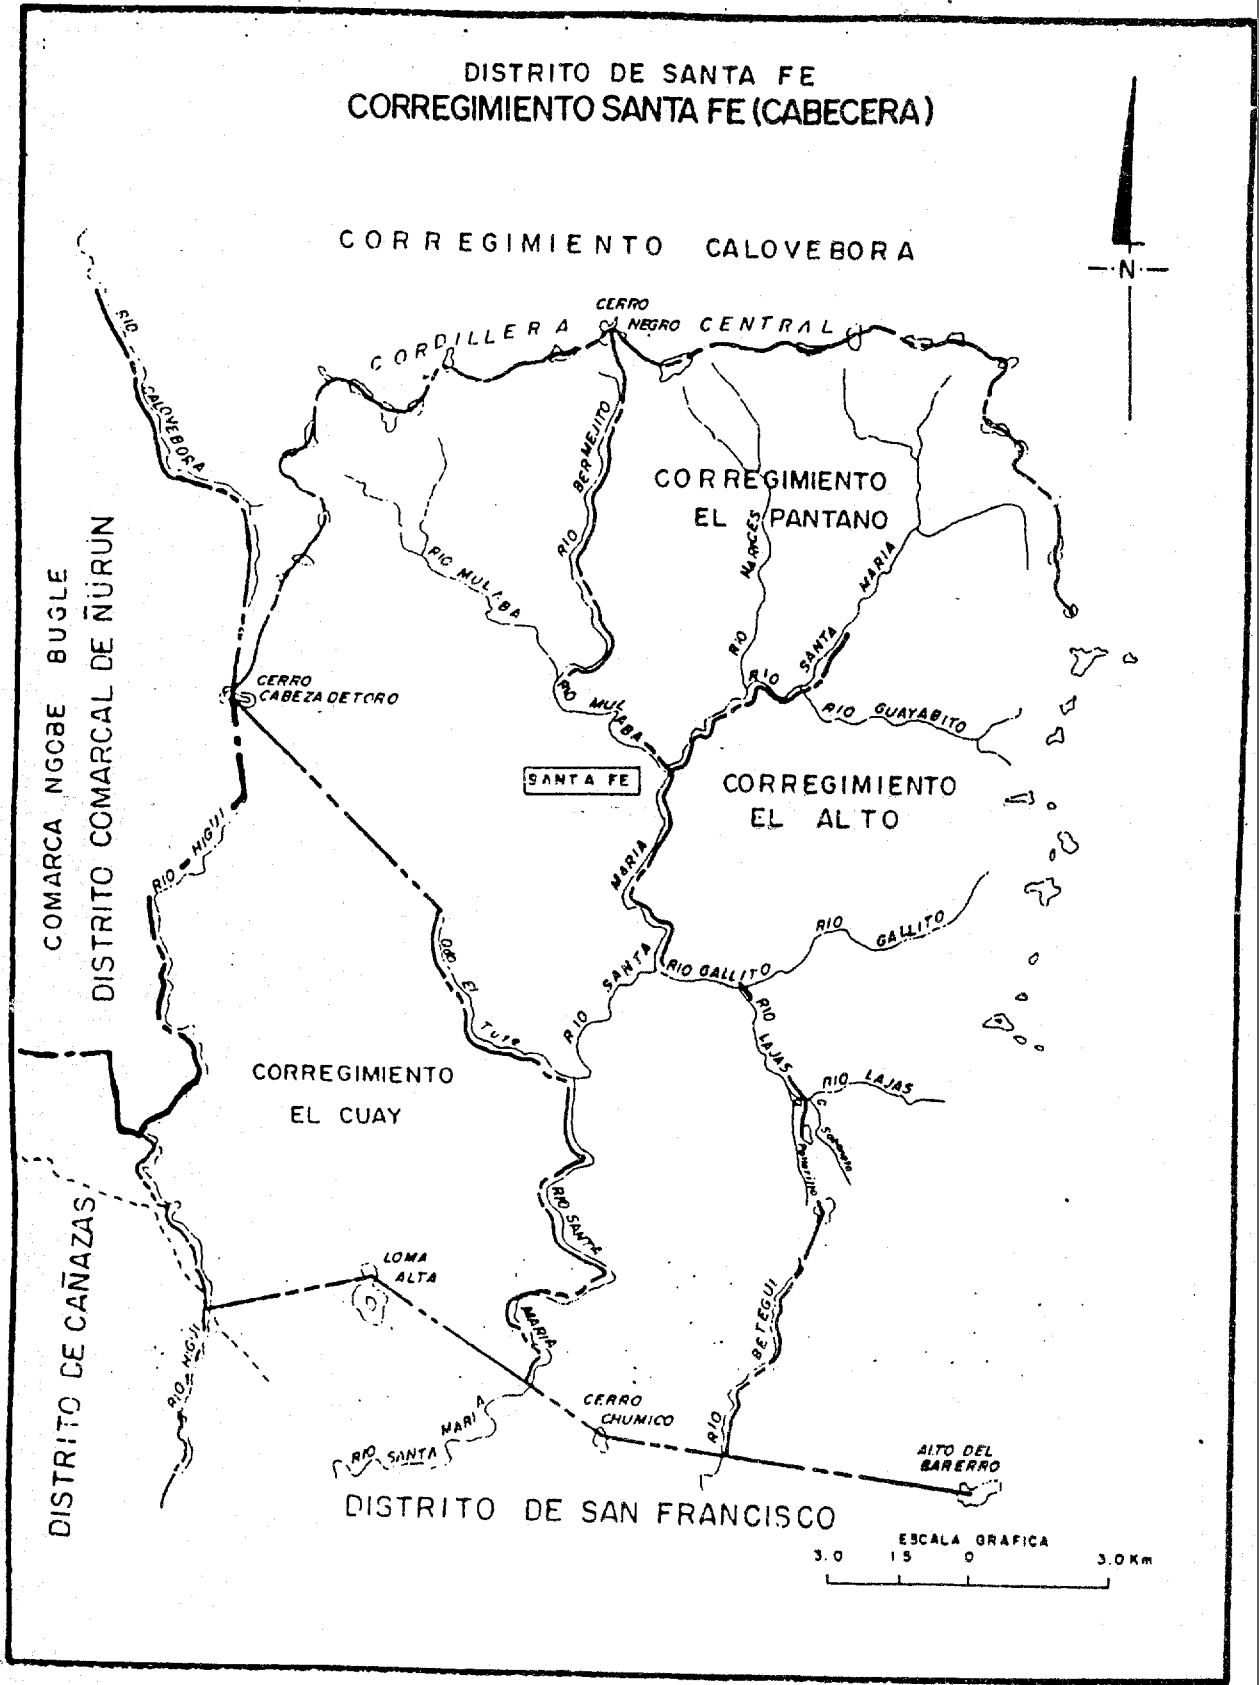 DISTRITO DE SANTA FE
CORREGIMIENTO SANTA FE (CABECERA)
CORREGIMIENTO CALOVEBORA
N
CERRO
NEGRO
CORDILLERA CENTRAL
RIO
CALOVEBORA
RIO
BERMEJITO
CORREGIMIENTO
EL PANTANO
RIO MULABA
RIO
NARICES
RIO
SANTA
MARIA
COMARCA NGOBE BUGLE
DISTRITO COMARCAL DE ÑÜRÜN
CERRO
CABEZA DE TORO
RIO
MULABA
RIO GUAYABITO
SANTA FE
CORREGIMIENTO
EL ALTO
RIO HIGUI
MARIA
RIO
GALLITO
Qda El
Tute
RIO SANTA
RIO GALLITO
RIO
LAJAS
RIO LAJAS
CORREGIMIENTO
EL CUAY
RIO SANTA
MARIA
LOMA
ALTA
RIO
BETEGUI
DISTRITO DE CAÑAZAS
RIO HIGUI
CERRO
CHUMICO
RIO SANTA MARIA
ALTO DEL
BARERRO
DISTRITO DE SAN FRANCISCO
ESCALA GRAFICA
3.0 1 5 0 3.0 Km